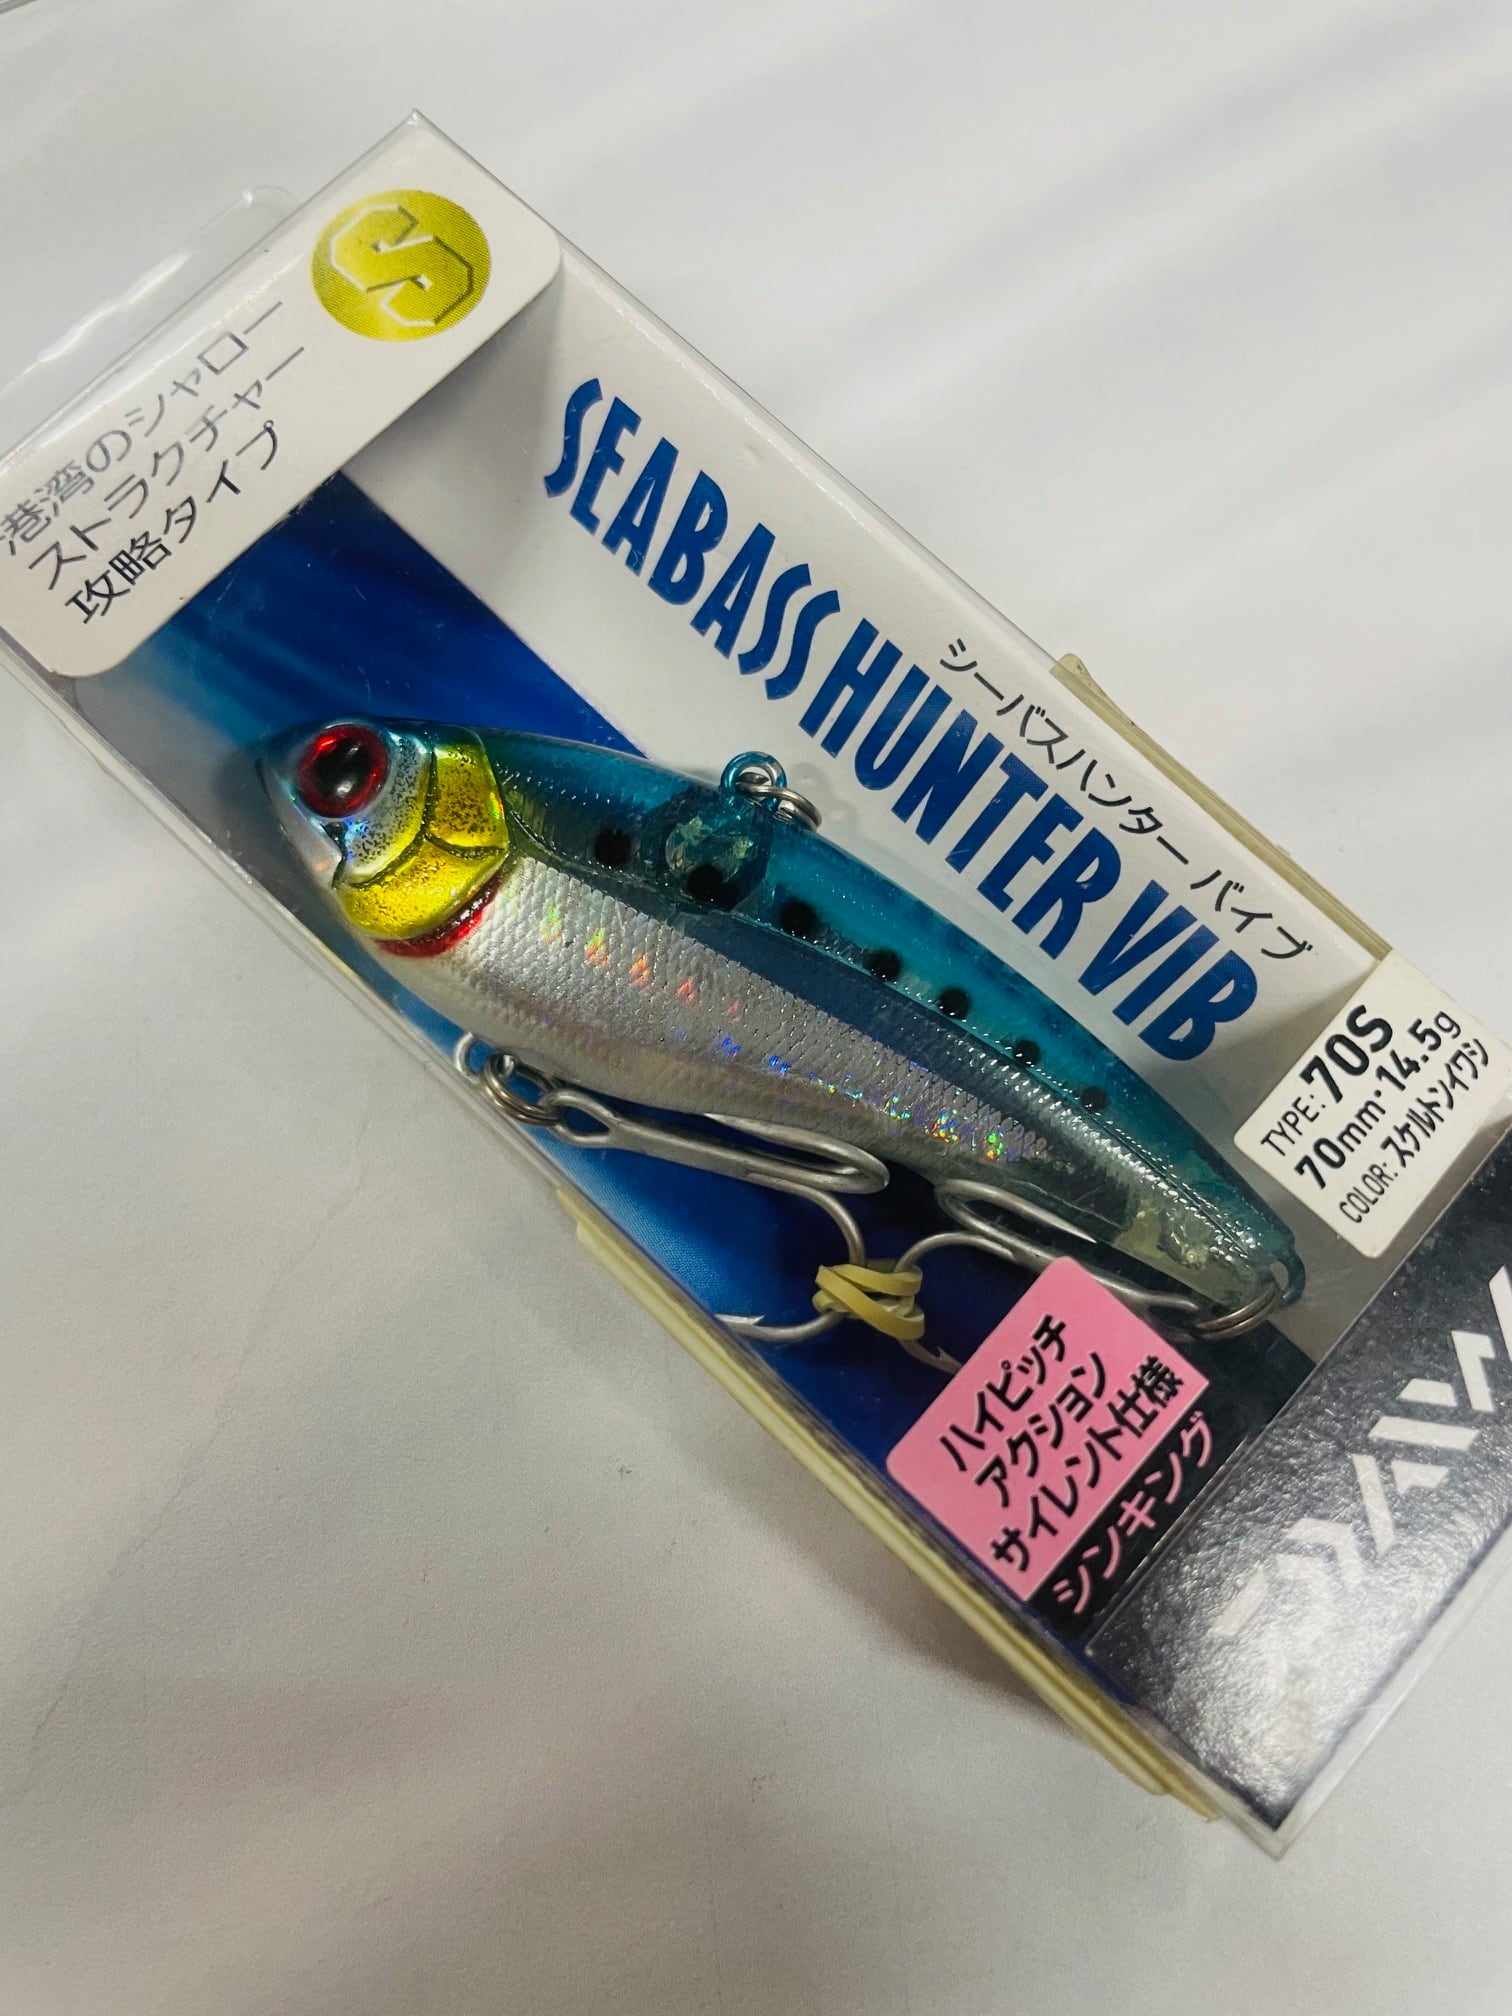 S
港湾のシャロー
ストラクチャー
攻略タイプ
SEABASS HUNTER VIB
シーバスハンター バイブ
TYPE: 70S
70mm・14.5g
COLOR: スケルトンイワシ
ハイピッチ
アクション
サイレント仕様
シンキング
DAIWA